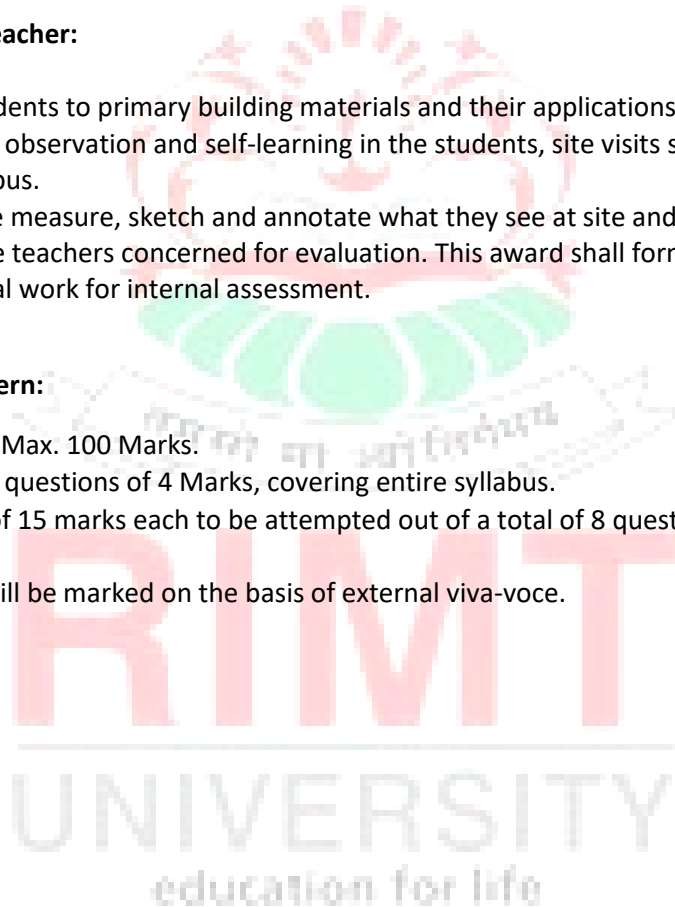 eacher:
dents to primary building materials and their applications
observation and self-learning in the students, site visits s
bus.
e measure, sketch and annotate what they see at site and
e teachers concerned for evaluation. This award shall forr
al work for internal assessment.
ern:
Max. 100 Marks.
questions of 4 Marks, covering entire syllabus.
of 15 marks each to be attempted out of a total of 8 quest
ill be marked on the basis of external viva-voce.
RIMT
UNIVERSITY
education for life